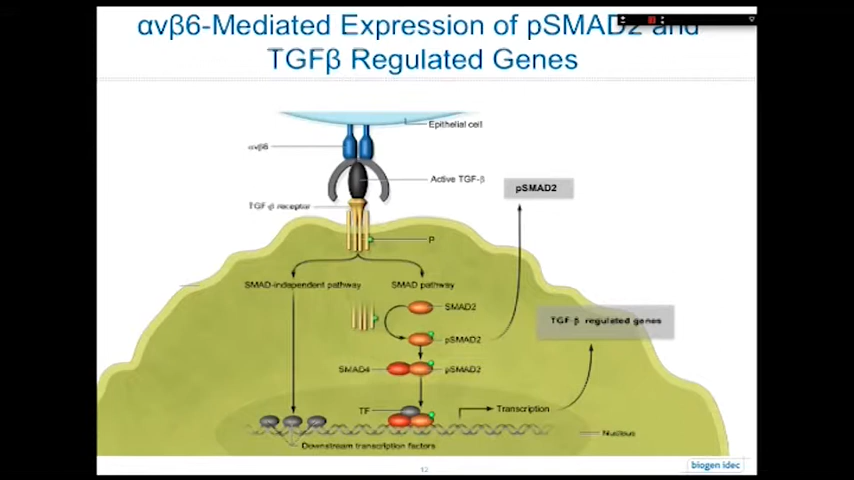 αvβ6-Mediated Expression of pSMAD2 and
TGFβ Regulated Genes
Epithelial cell
αvβ6
Active TGF-β
pSMAD2
TGF-β receptor
P
SMAD-independent pathway
SMAD pathway
SMAD2
TGF-β regulated genes
pSMAD2
SMAD4
pSMAD2
TF
Transcription
Nucleus
Downstream transcription factors
12
biogen idec